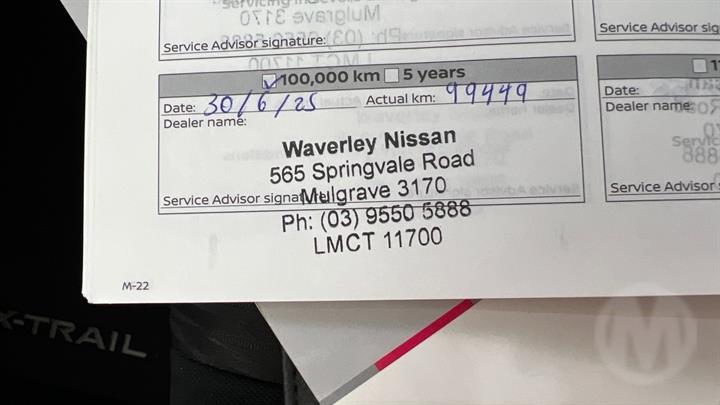 Service Advisor signature:
100,000 km 5 years
Date: 30/6/25 Actual km: 99449
Dealer name:
Waverley Nissan
565 Springvale Road
Mulgrave 3170
Service Advisor signature:
Ph: (03) 9550 5888
LMCT 11700
M-22
Service Advisor sig
Date:
Dealer name:
Service Advisor
X-TRAIL
M